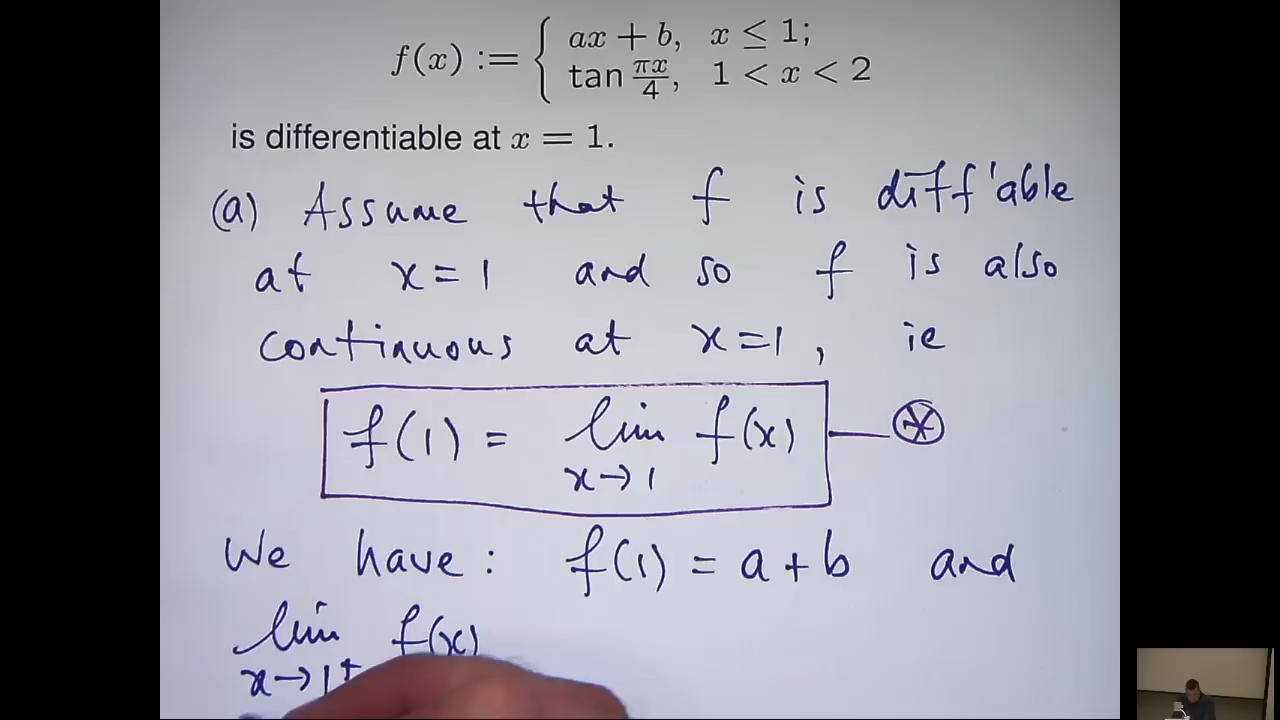 f(x) := { ax + b, x ≤ 1;
tan πx/4, 1 < x < 2
is differentiable at x = 1.
(a) Assume that f is diff'able
at x = 1 and so f is also
continuous at x=1, ie
f(1) = lim x→1 f(x) — ⊛
We have: f(1) = a + b and
lim x→1⁺ f(x)